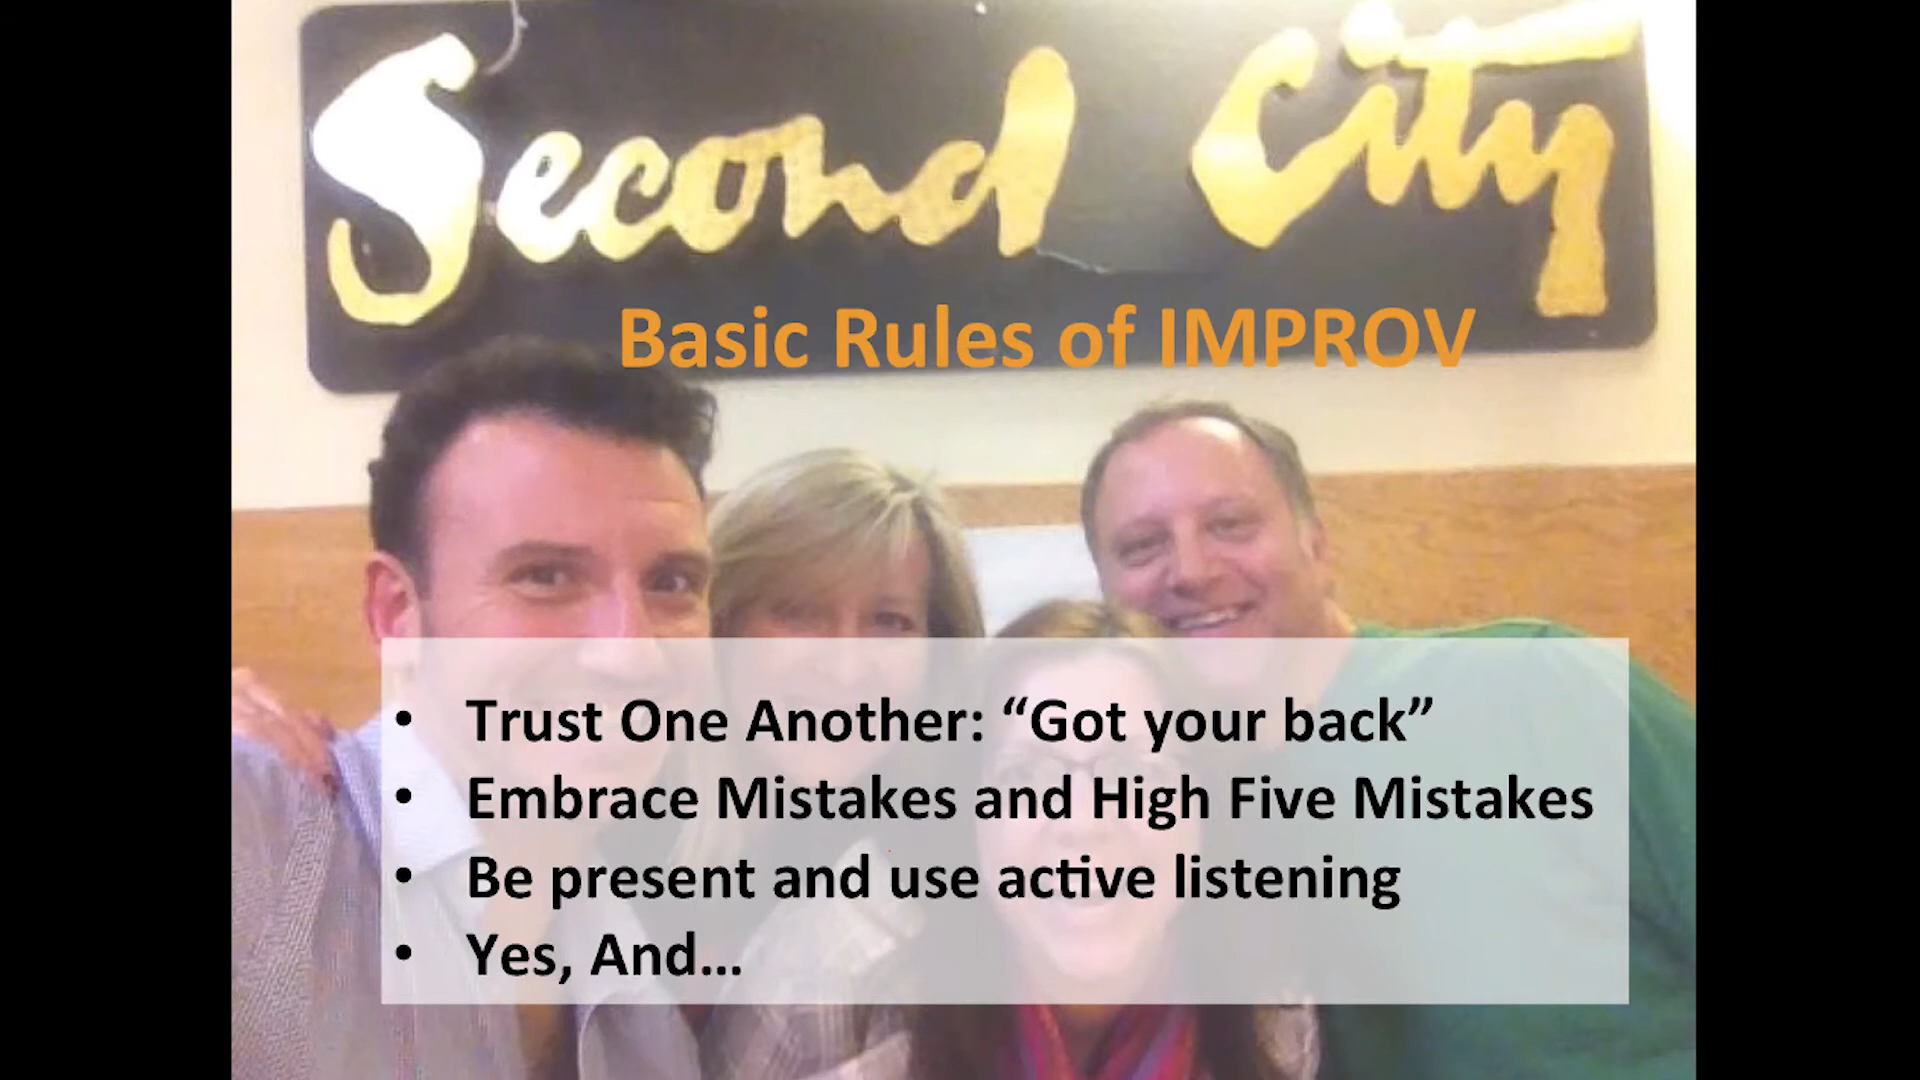 Second City
Basic Rules of IMPROV
• Trust One Another: “Got your back”
• Embrace Mistakes and High Five Mistakes
• Be present and use active listening
• Yes, And...